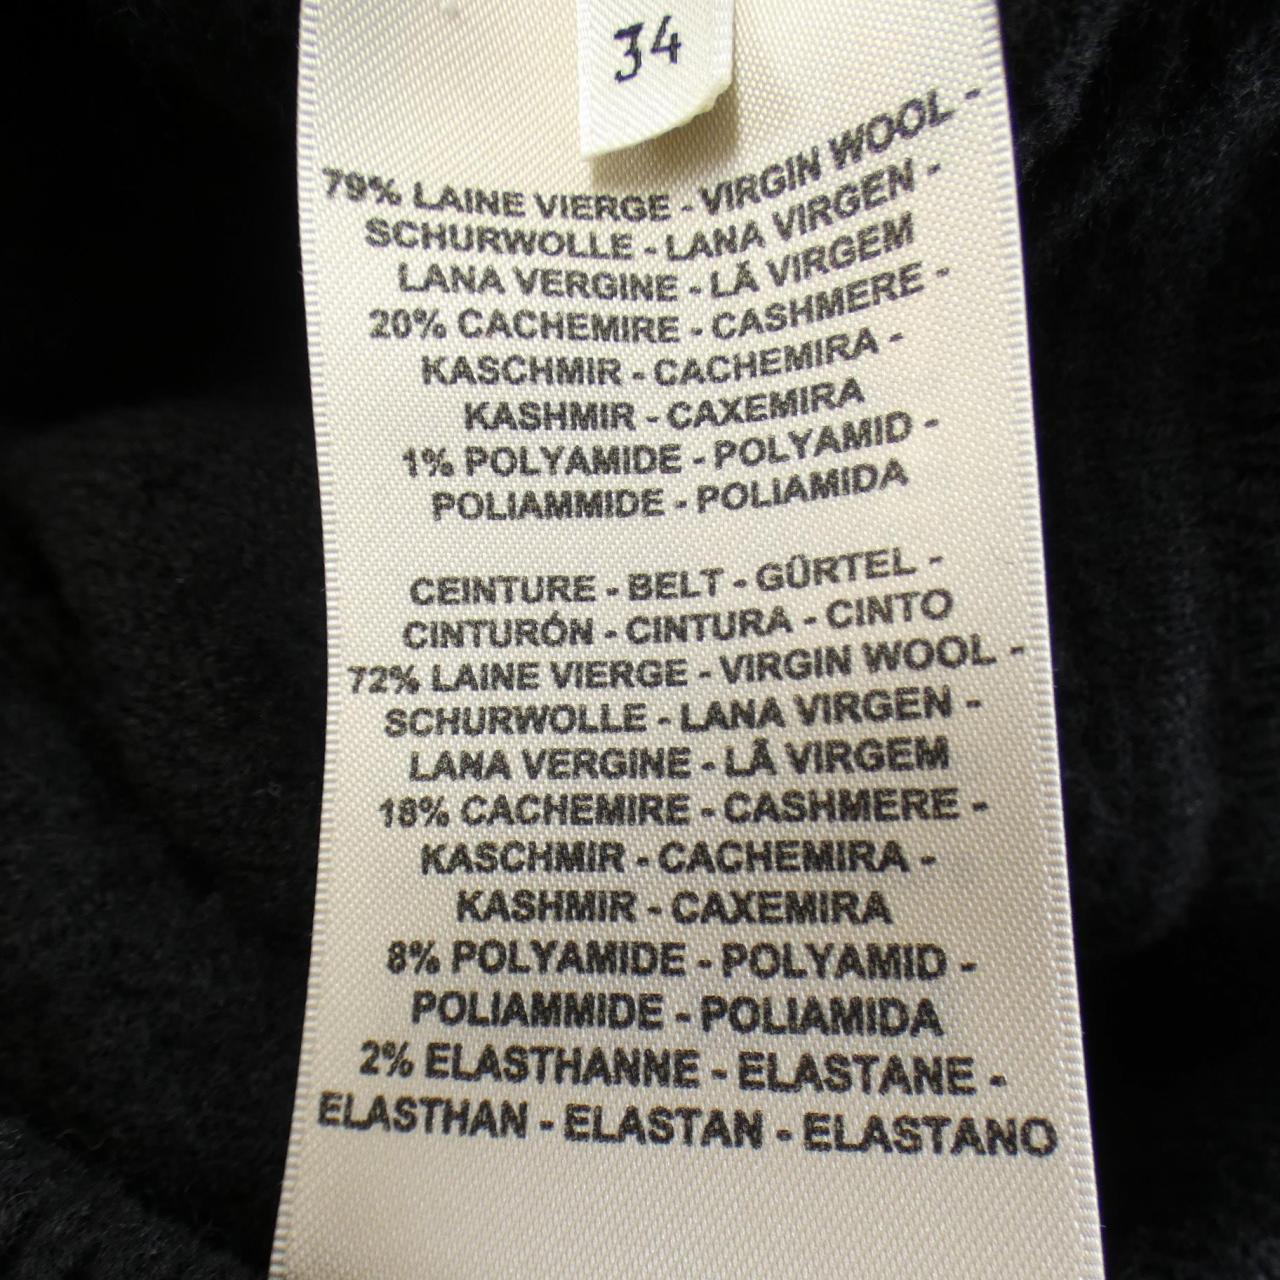 34
79% LAINE VIERGE - VIRGIN WOOL -
SCHURWOLLE - LANA VIRGEN -
LANA VERGINE - LÃ VIRGEM
20% CACHEMIRE - CASHMERE -
KASCHMIR - CACHEMIRA -
KASHMIR - CAXEMIRA
1% POLYAMIDE - POLYAMID -
POLIAMMIDE - POLIAMIDA
CEINTURE - BELT - GÜRTEL -
CINTURÓN - CINTURA - CINTO
72% LAINE VIERGE - VIRGIN WOOL -
SCHURWOLLE - LANA VIRGEN -
LANA VERGINE - LÃ VIRGEM
18% CACHEMIRE - CASHMERE -
KASCHMIR - CACHEMIRA -
KASHMIR - CAXEMIRA
8% POLYAMIDE - POLYAMID -
POLIAMMIDE - POLIAMIDA
2% ELASTHANNE - ELASTANE -
ELASTHAN - ELASTAN - ELASTANO